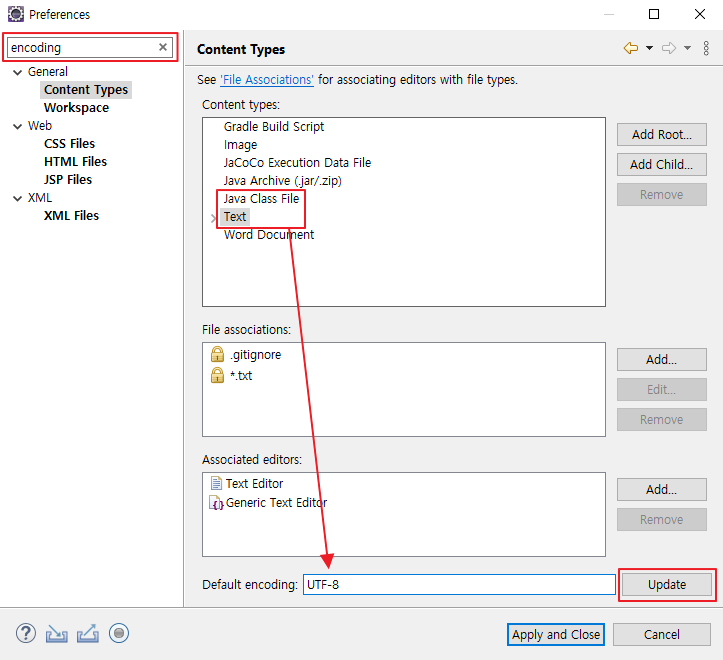 Preferences
encoding
General
Content Types
Workspace
Web
CSS Files
HTML Files
JSP Files
XML
XML Files
Content Types
See 'File Associations' for associating editors with file types.
Content types:
Gradle Build Script
Image
JaCoCo Execution Data File
Java Archive (.jar/.zip)
Java Class File
Text
Word Document
Add Root...
Add Child...
Remove
File associations:
.gitignore
*.txt
Add...
Edit...
Remove
Associated editors:
Text Editor
Generic Text Editor
Add...
Remove
Default encoding: UTF-8
Update
Apply and Close
Cancel